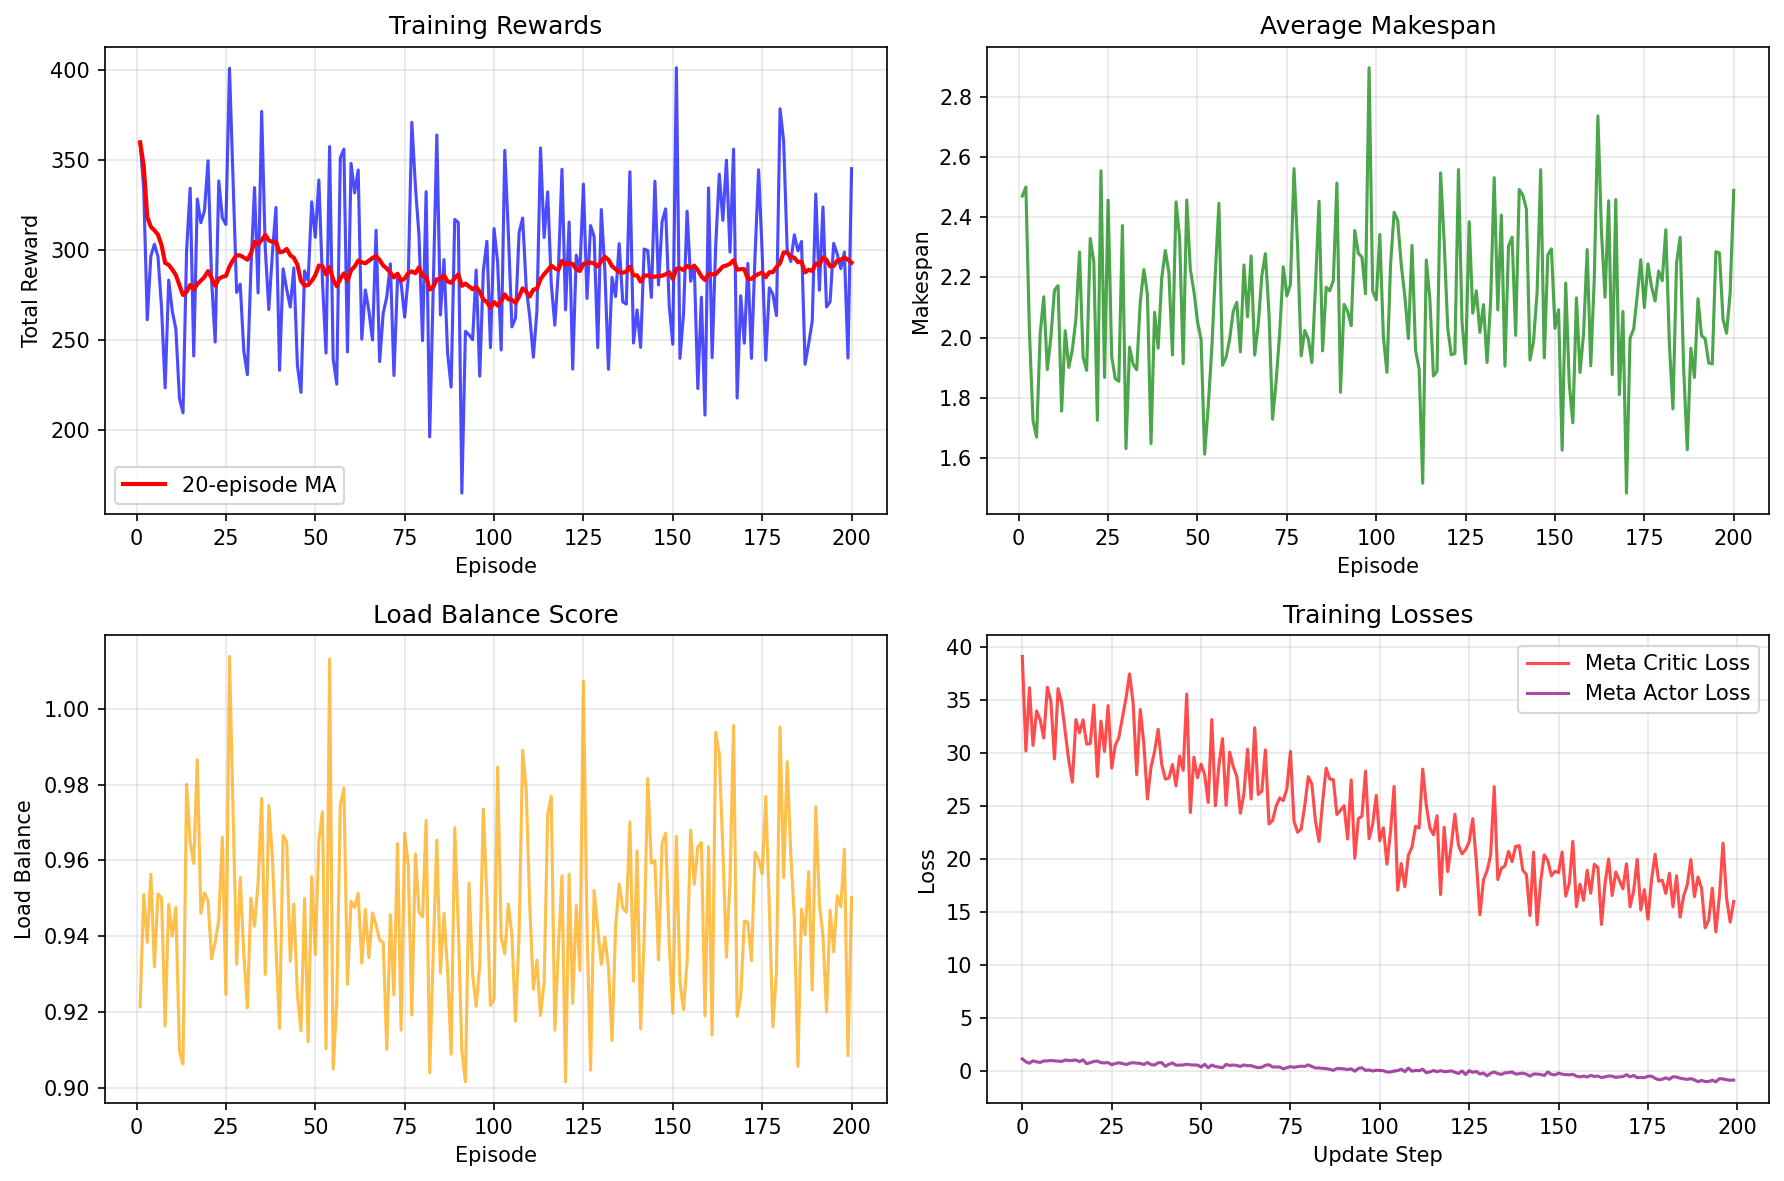 Training Rewards
Total Reward
400
350
300
250
200
20-episode MA
0 25 50 75 100 125 150 175 200
Episode
Average Makespan
Makespan
2.8
2.6
2.4
2.2
2.0
1.8
1.6
0 25 50 75 100 125 150 175 200
Episode
Load Balance Score
Load Balance
1.00
0.98
0.96
0.94
0.92
0.90
0 25 50 75 100 125 150 175 200
Episode
Training Losses
Loss
40
35
30
25
20
15
10
5
0
Meta Critic Loss
Meta Actor Loss
0 25 50 75 100 125 150 175 200
Update Step